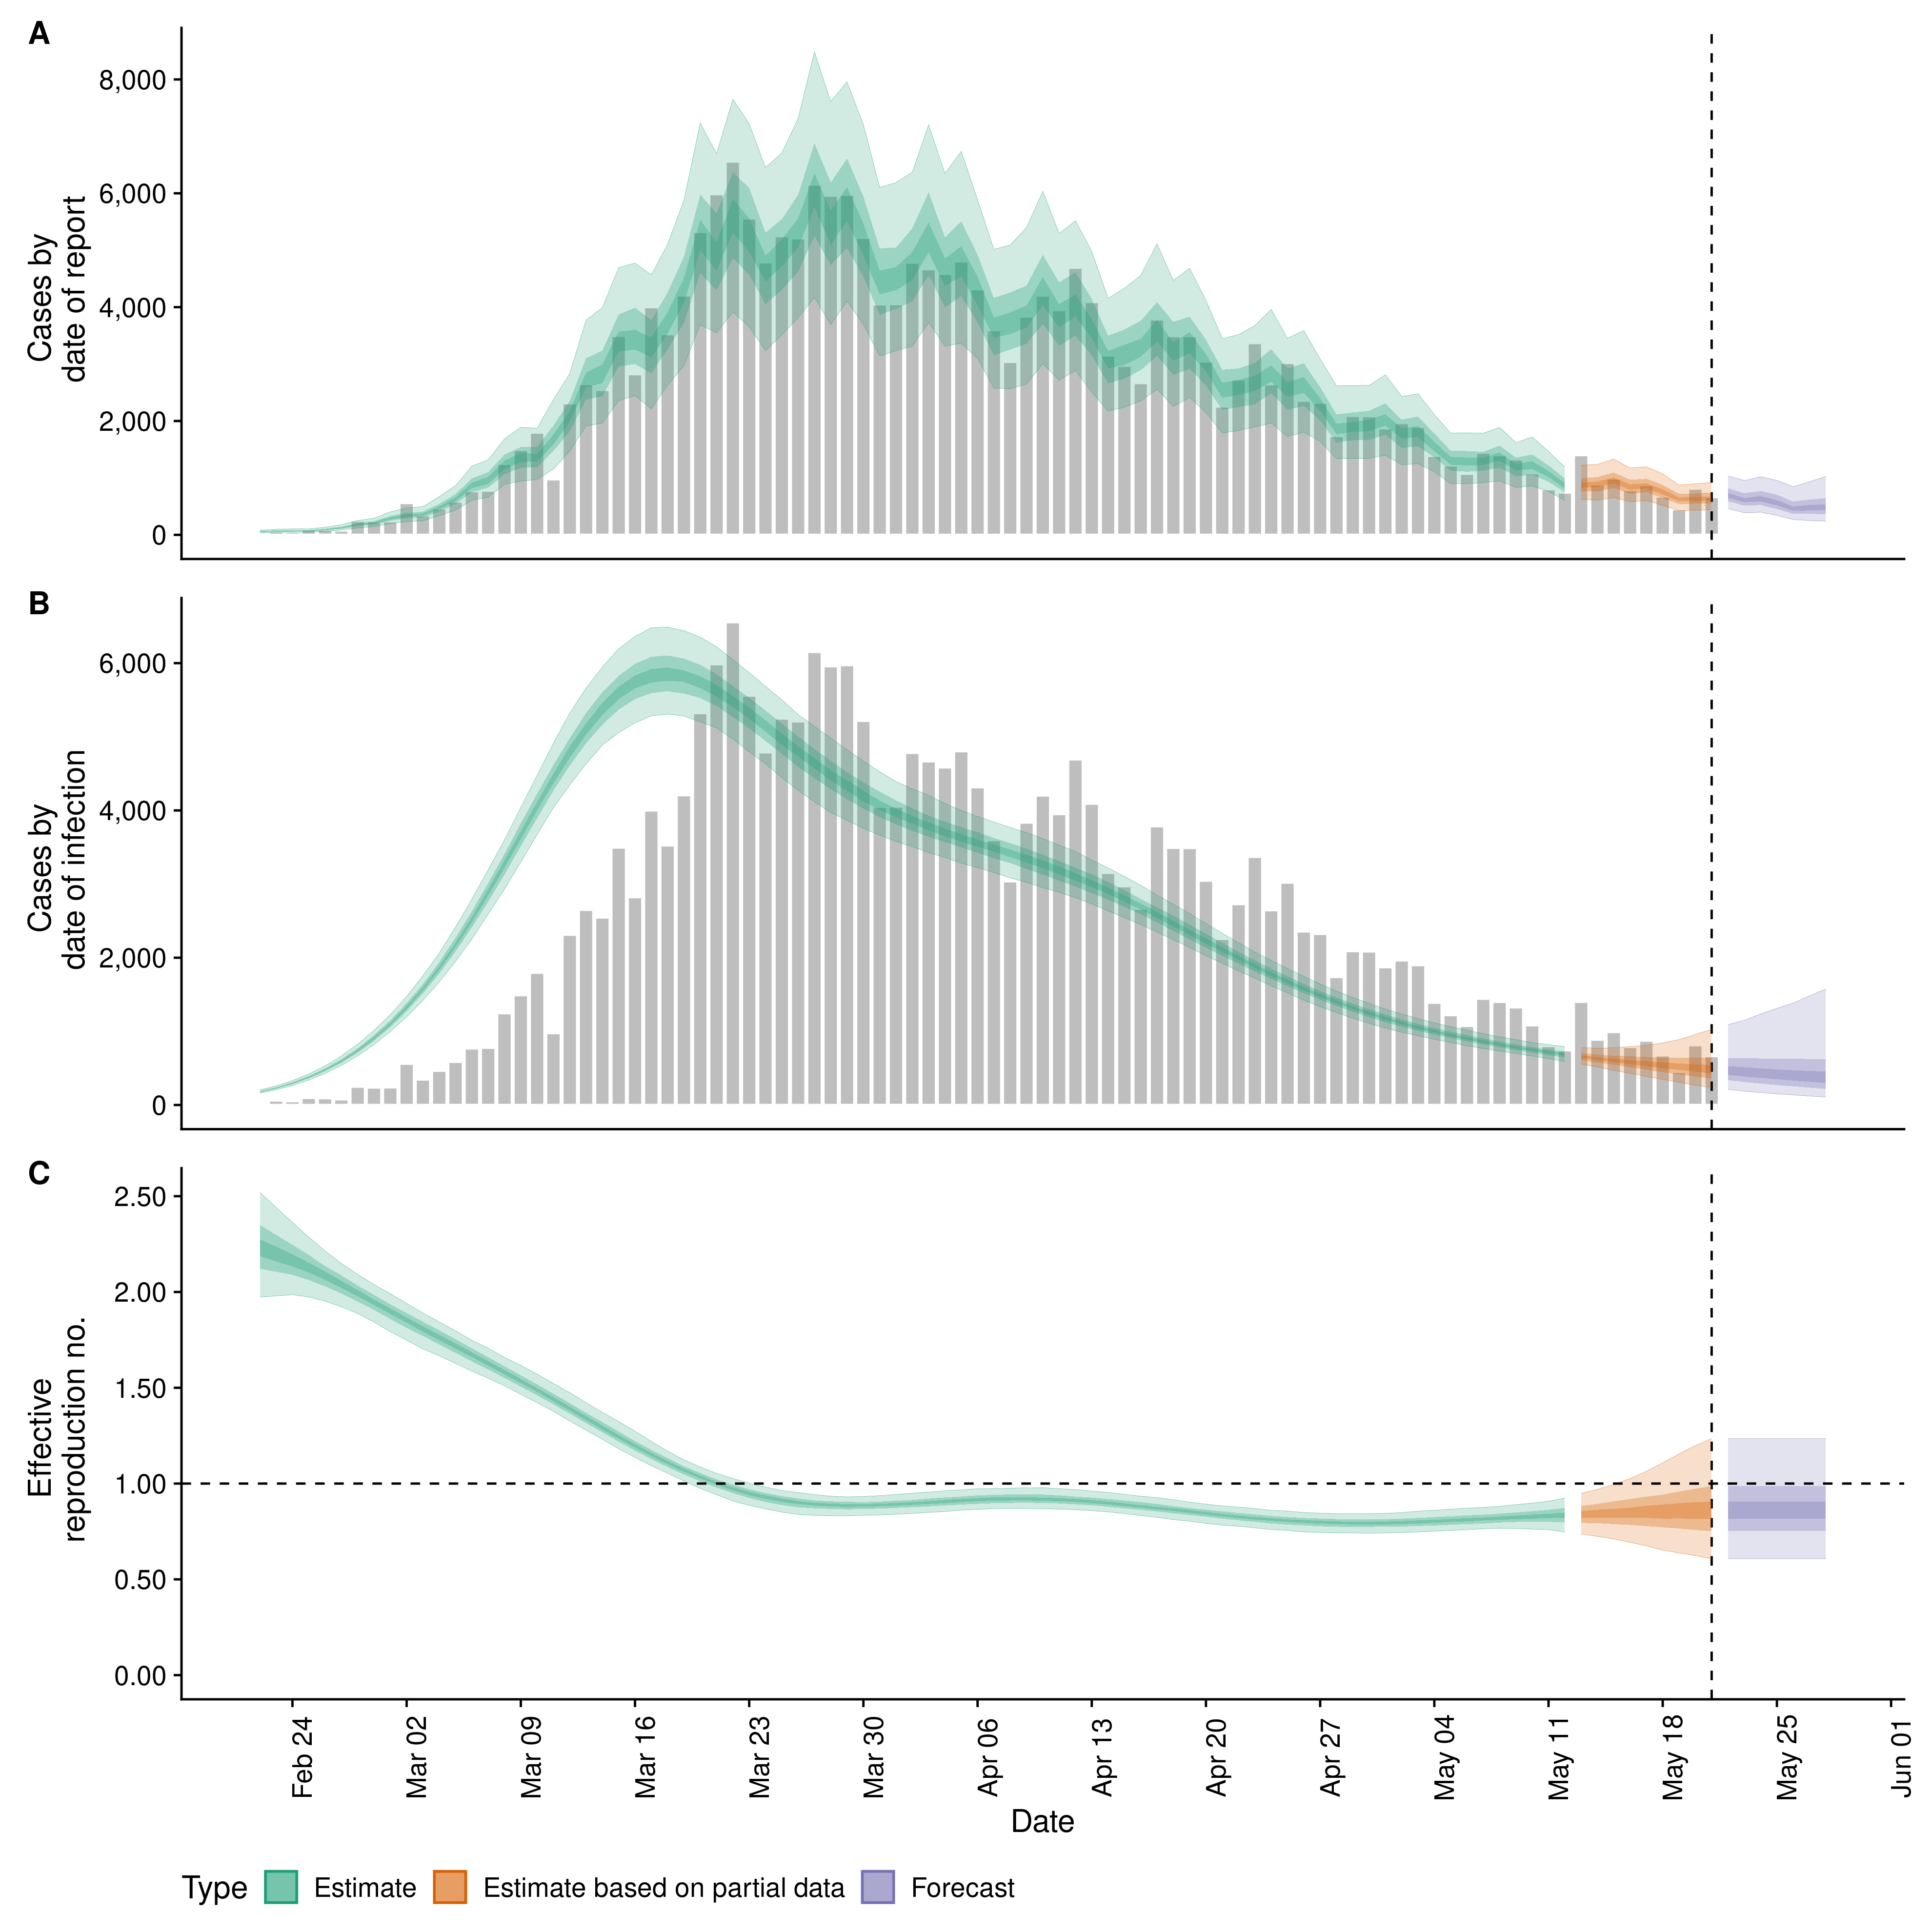 A
8,000
6,000
4,000
2,000
0
Cases by
date of report
B
6,000
4,000
2,000
0
Cases by
date of infection
C
2.50
2.00
1.50
1.00
0.50
0.00
Effective
reproduction no.
Feb 24
Mar 02
Mar 09
Mar 16
Mar 23
Mar 30
Apr 06
Apr 13
Apr 20
Apr 27
May 04
May 11
May 18
May 25
Jun 01
Date
Type Estimate Estimate based on partial data Forecast